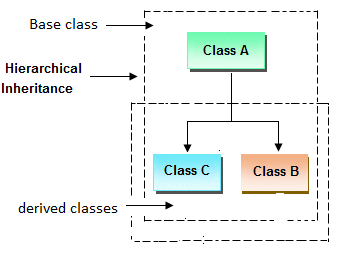 Base class
Class A
Hierarchical
Inheritance
Class C
Class B
derived classes